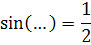 sin(…) = 1/2